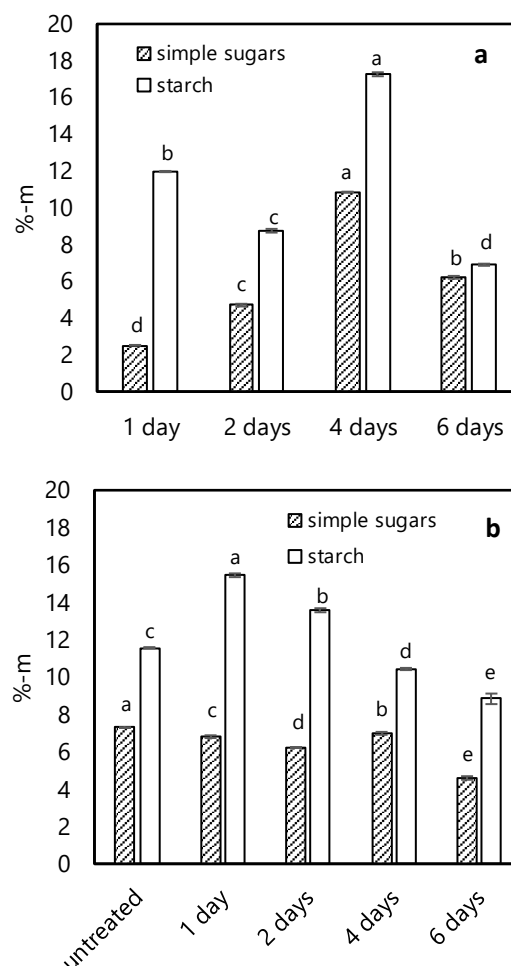 20
18
16
14
12
10
8
6
4
2
0
%-m
simple sugars
starch
a
d
b
c
c
a
a
b
d
1 day 2 days 4 days 6 days
20
18
16
14
12
10
8
6
4
2
0
%-m
simple sugars
starch
b
a
c
c
a
d
b
b
d
e
e
untreated
1 day
2 days
4 days
6 days